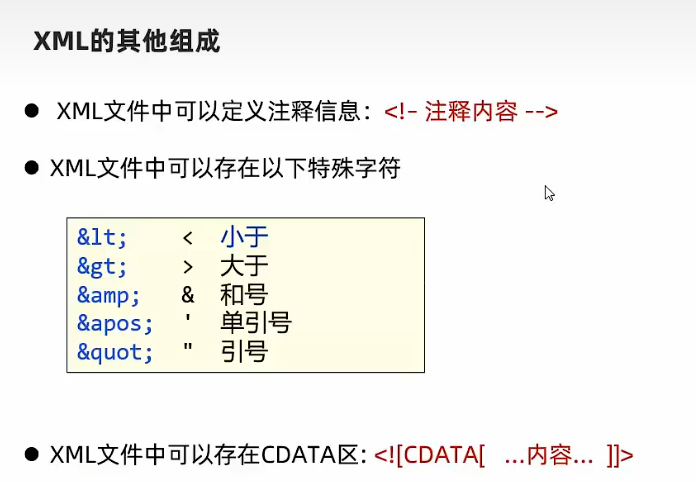 XML的其他组成
● XML文件中可以定义注释信息：<!– 注释内容 -->
● XML文件中可以存在以下特殊字符
&lt; < 小于
&gt; > 大于
&amp; & 和号
&apos; ' 单引号
&quot; " 引号
● XML文件中可以存在CDATA区: <![CDATA[ …内容… ]]>